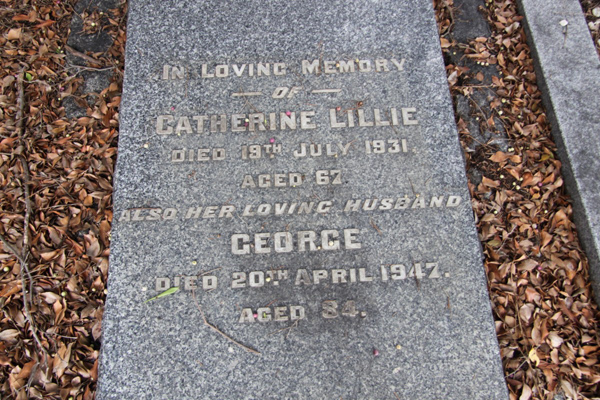 IN LOVING MEMORY
OF
CATHERINE LILLIE
DIED 19TH JULY 1931.
AGED 67.
ALSO HER LOVING HUSBAND
GEORGE
DIED 20TH APRIL 1947.
AGED 84.